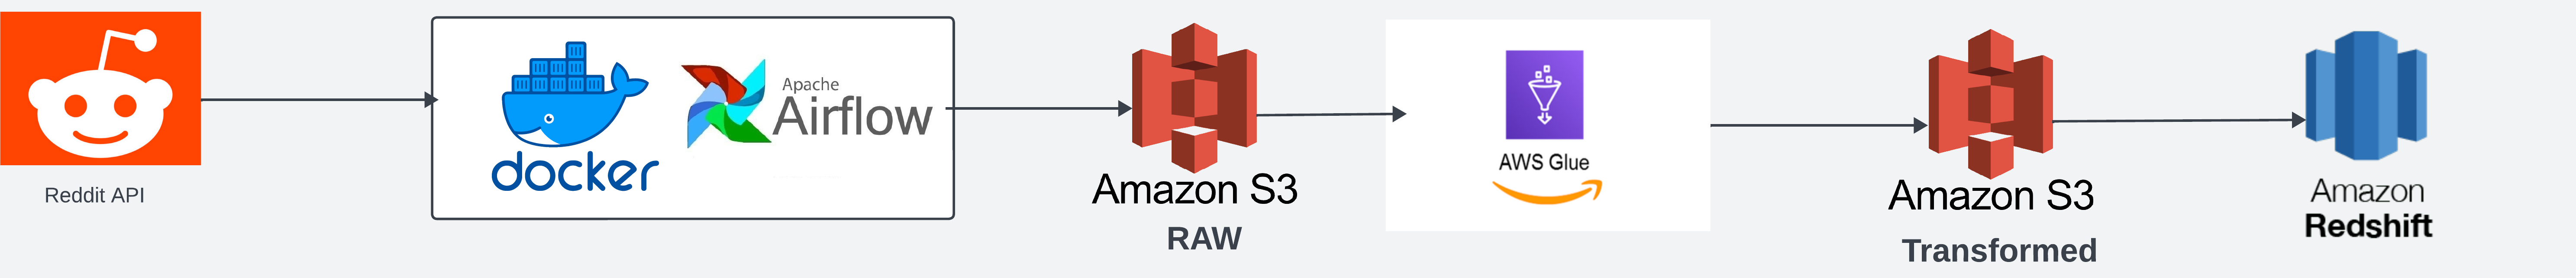 Reddit API
docker
Apache
Airflow
Amazon S3
RAW
AWS Glue
Amazon S3
Transformed
Amazon
Redshift